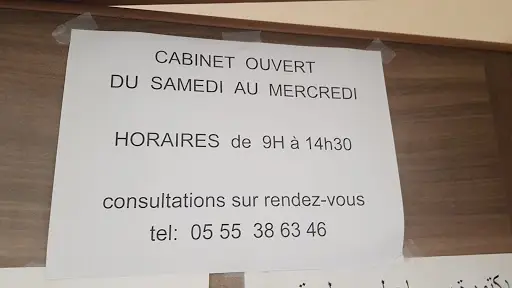 CABINET OUVERT
DU SAMEDI AU MERCREDI
HORAIRES de 9H à 14h30
consultations sur rendez-vous
tel: 05 55 38 63 46